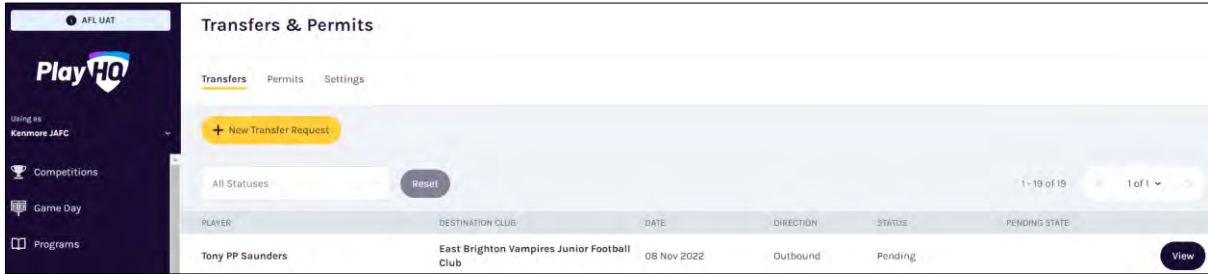 AFL UAT
PlayHQ
Using as
Kenmore JAFC
Competitions
Game Day
Programs
Transfers & Permits
Transfers Permits Settings
+ New Transfer Request
All Statuses Reset 1 - 19 of 19 1 of 1
PLAYER DESTINATION CLUB DATE DIRECTION STATUS PENDING STATE
Tony PP Saunders East Brighton Vampires Junior Football Club 08 Nov 2022 Outbound Pending View